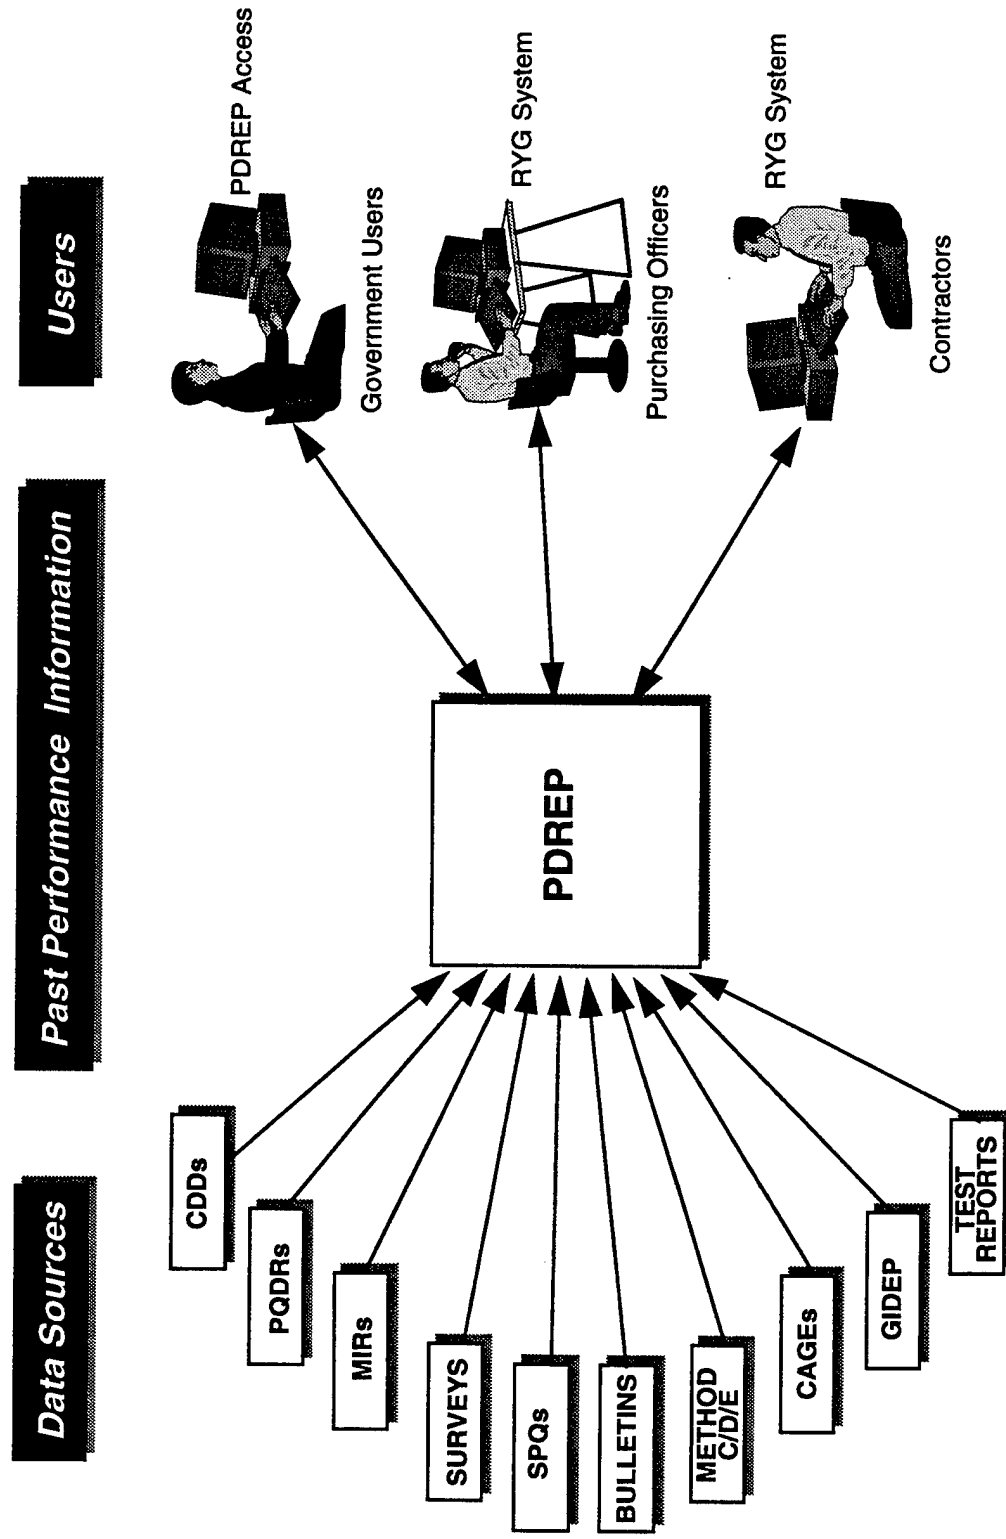 Data Sources
Past Performance Information
Users
CDDs
PQDRs
MIRs
SURVEYS
SPQs
BULLETINS
METHOD
C/D/E
CAGEs
GIDEP
TEST
REPORTS
PDREP
PDREP Access
Government Users
RYG System
Purchasing Officers
RYG System
Contractors